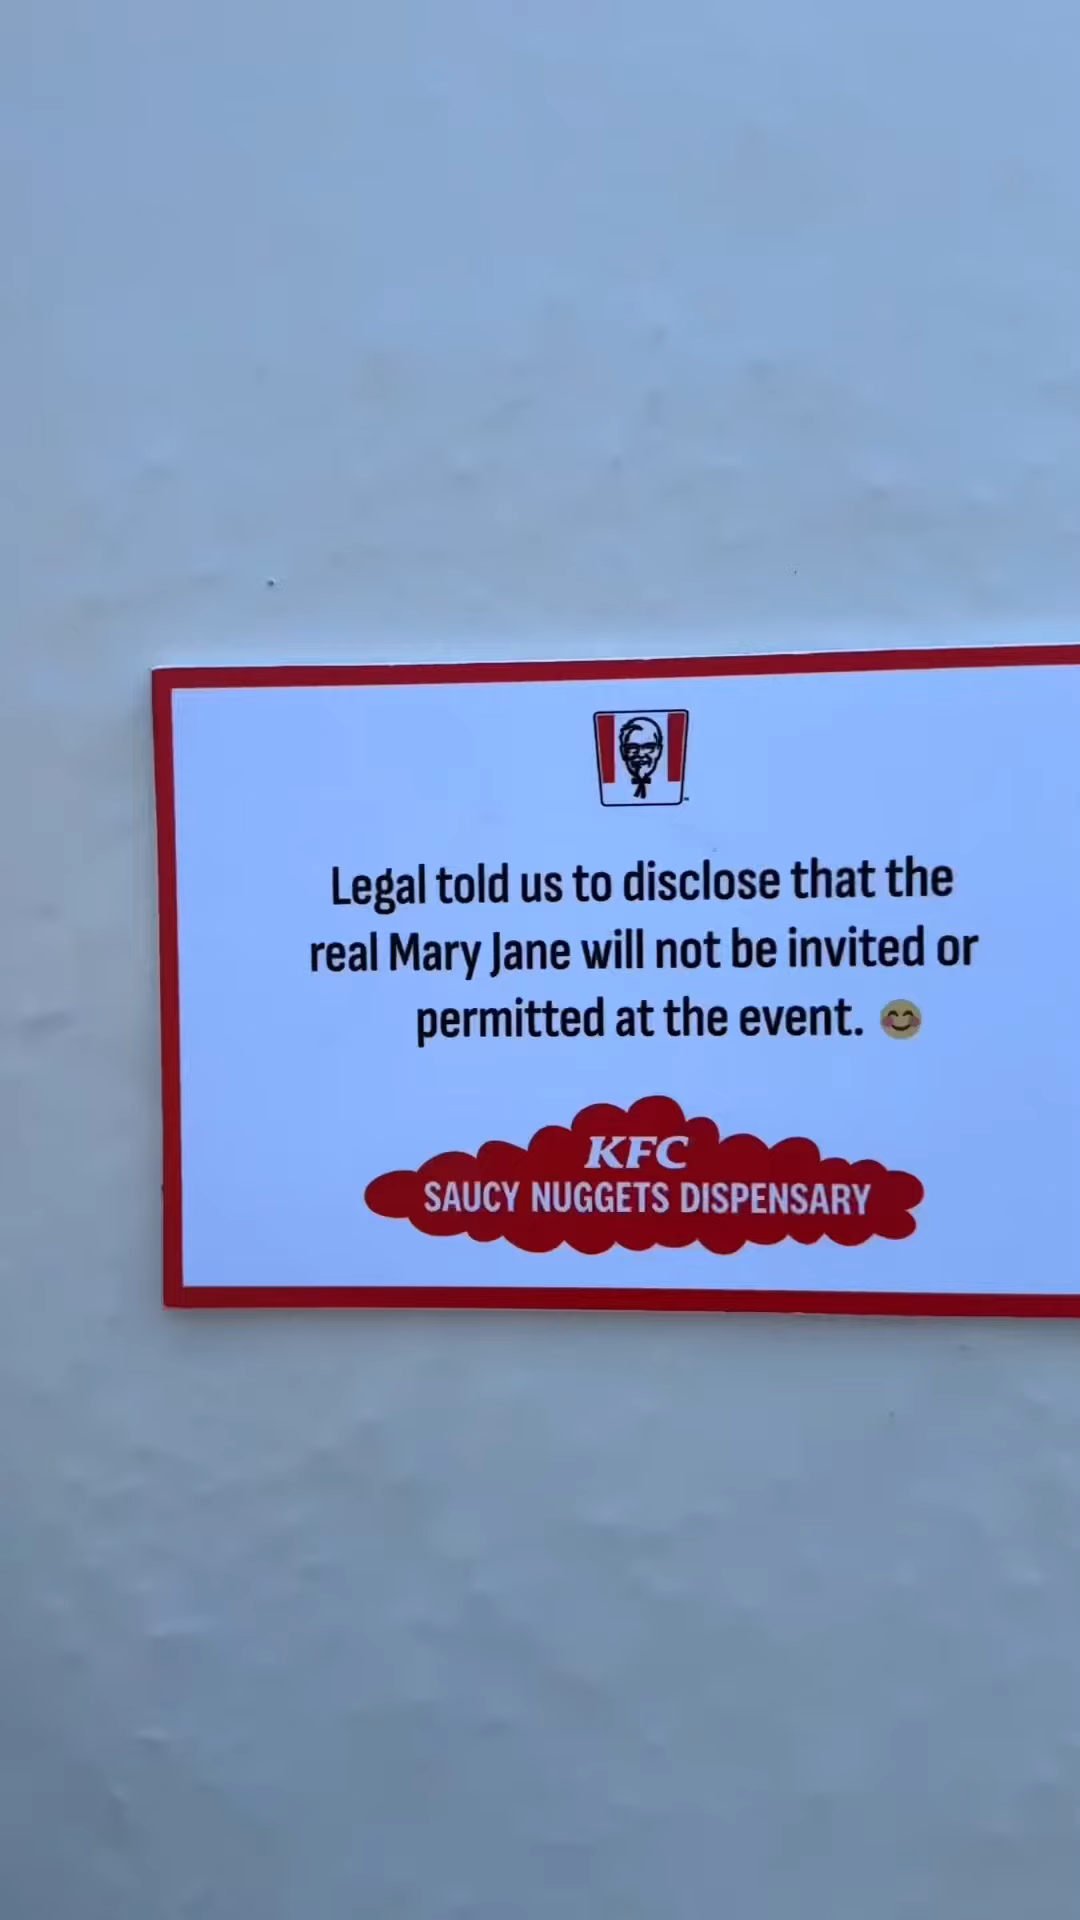 Legal told us to disclose that the
real Mary Jane will not be invited or
permitted at the event. 😊
KFC
SAUCY NUGGETS DISPENSARY